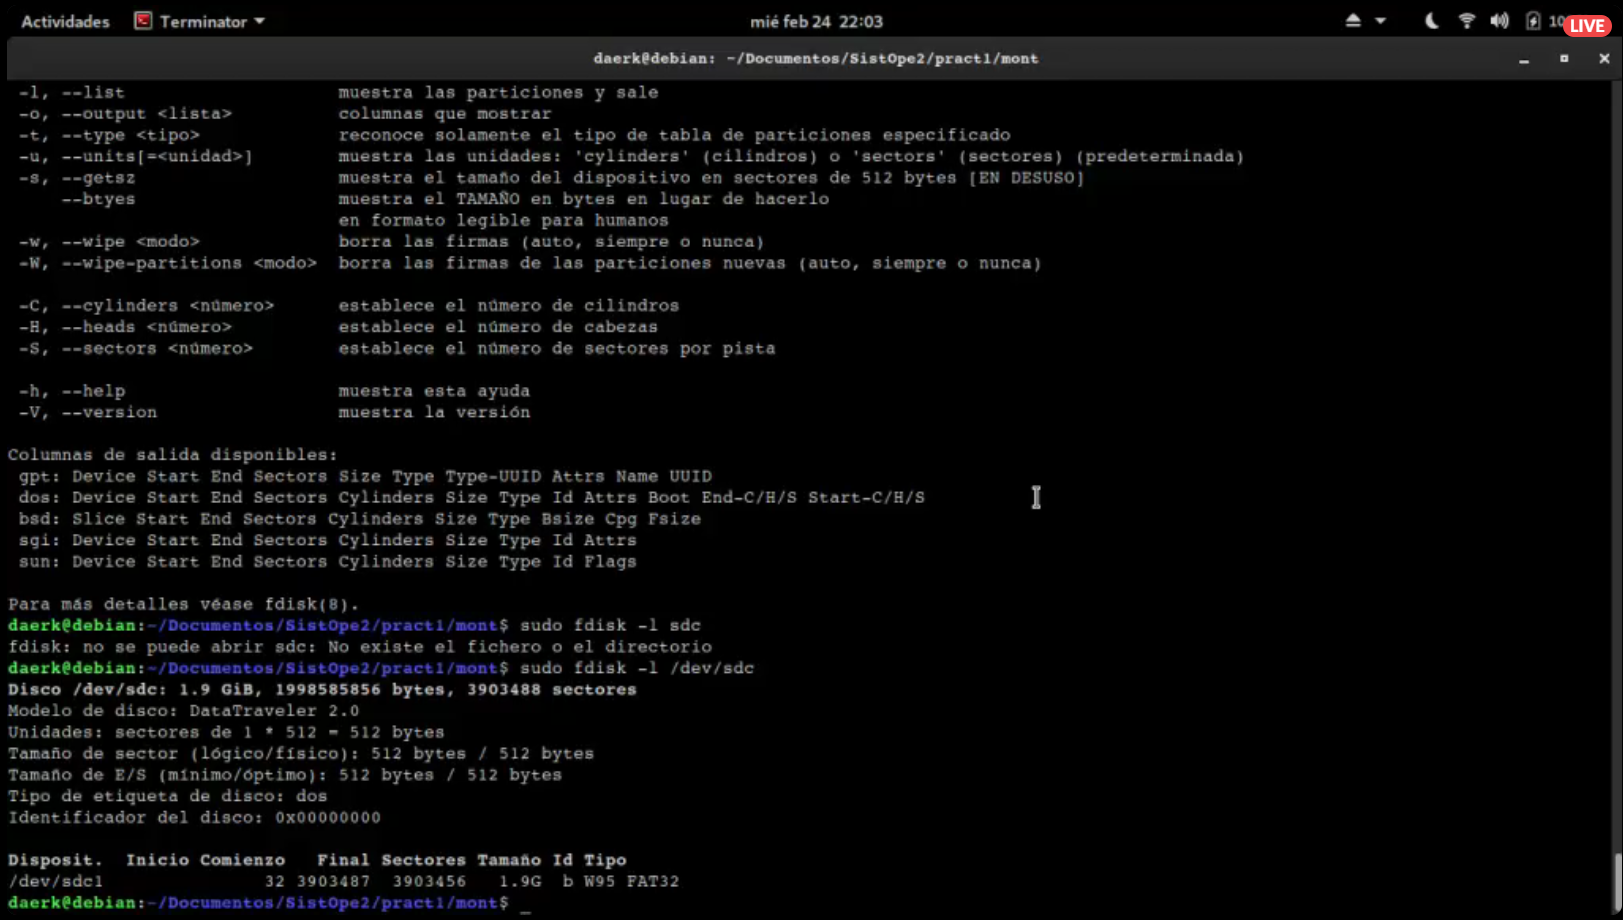 Actividades Terminator mié feb 24 22:03 LIVE
daerk@debian: ~/Documentos/SistOpe2/pract1/mont
-l, --list muestra las particiones y sale
-o, --output <lista> columnas que mostrar
-t, --type <tipo> reconoce solamente el tipo de tabla de particiones especificado
-u, --units[=<unidad>] muestra las unidades: 'cylinders' (cilindros) o 'sectors' (sectores) (predeterminada)
-s, --getsz muestra el tamaño del dispositivo en sectores de 512 bytes [EN DESUSO]
--btyes muestra el TAMAÑO en bytes en lugar de hacerlo
en formato legible para humanos
-w, --wipe <modo> borra las firmas (auto, siempre o nunca)
-W, --wipe-partitions <modo> borra las firmas de las particiones nuevas (auto, siempre o nunca)
-C, --cylinders <número> establece el número de cilindros
-H, --heads <número> establece el número de cabezas
-S, --sectors <número> establece el número de sectores por pista
-h, --help muestra esta ayuda
-V, --version muestra la versión
Columnas de salida disponibles:
gpt: Device Start End Sectors Size Type Type-UUID Attrs Name UUID
dos: Device Start End Sectors Cylinders Size Type Id Attrs Boot End-C/H/S Start-C/H/S
bsd: Slice Start End Sectors Cylinders Size Type Bsize Cpg Fsize
sgi: Device Start End Sectors Cylinders Size Type Id Attrs
sun: Device Start End Sectors Cylinders Size Type Id Flags
Para más detalles véase fdisk(8).
daerk@debian:~/Documentos/SistOpe2/pract1/mont$ sudo fdisk -l sdc
fdisk: no se puede abrir sdc: No existe el fichero o el directorio
daerk@debian:~/Documentos/SistOpe2/pract1/mont$ sudo fdisk -l /dev/sdc
Disco /dev/sdc: 1.9 GiB, 1998585856 bytes, 3903488 sectores
Modelo de disco: DataTraveler 2.0
Unidades: sectores de 1 * 512 = 512 bytes
Tamaño de sector (lógico/físico): 512 bytes / 512 bytes
Tamaño de E/S (mínimo/óptimo): 512 bytes / 512 bytes
Tipo de etiqueta de disco: dos
Identificador del disco: 0x00000000
Disposit. Inicio Comienzo Final Sectores Tamaño Id Tipo
/dev/sdc1 32 3903487 3903456 1.9G b W95 FAT32
daerk@debian:~/Documentos/SistOpe2/pract1/mont$ _